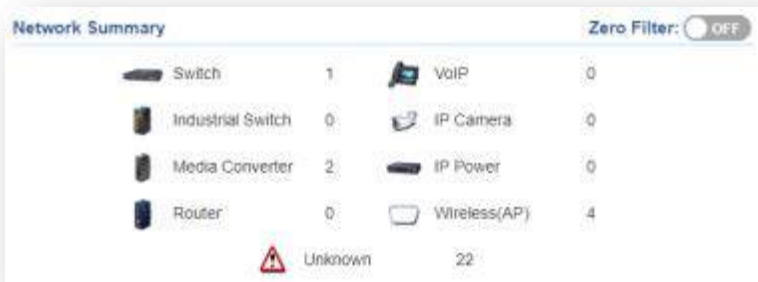 Network Summary Zero Filter: OFF
Switch 1 VoIP 0
Industrial Switch 0 IP Camera 0
Media Converter 2 IP Power 0
Router 0 Wireless(AP) 4
Unknown 22